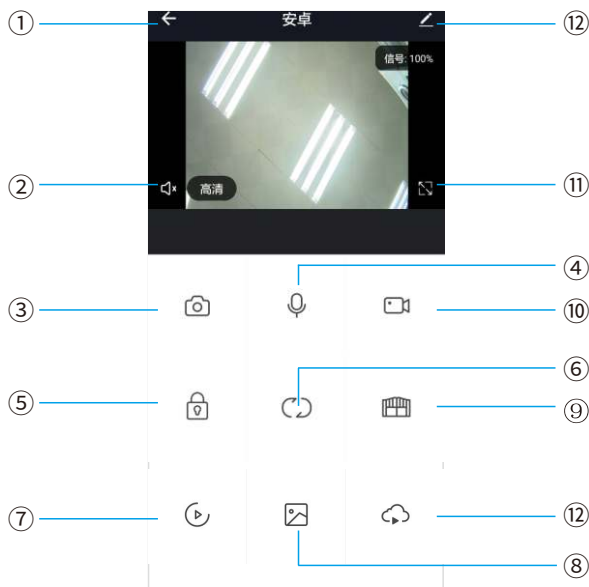 ① 安卓 ⑫
信号: 100%
② 高清 ⑪
④
③ ⑩
⑥
⑤ ⑨
⑦ ⑫
⑧